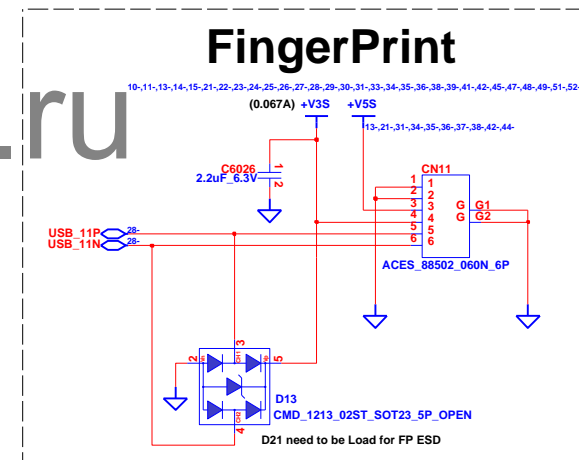 FingerPrint
10-,11-,13-,14-,15-,21-,22-,23-,24-,25-,26-,27-,28-,29-,30-,31-,33-,34-,35-,36-,38-,39-,41-,42-,45-,47-,48-,49-,51-,52-
.ru
(0.067A) +V3S +V5S
13-,21-,31-,34-,35-,36-,37-,38-,42-,44-
C6026
2.2uF_6.3V
1
2
CN11
1 1
2 2
3 3
4 4
5 5
6 6
G G1
G G2
ACES_88502_060N_6P
USB_11P 28-
USB_11N 28-
3
2
5
CH1
CH2
4
D13
CMD_1213_02ST_SOT23_5P_OPEN
D21 need to be Load for FP ESD